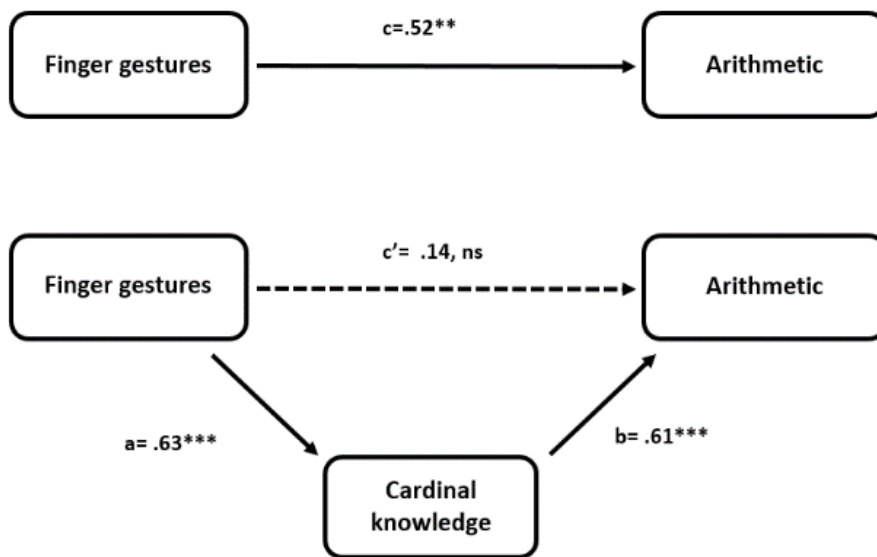 c=.52**
Finger gestures
Arithmetic
c’= .14, ns
Finger gestures
Arithmetic
a= .63***
b= .61***
Cardinal
knowledge